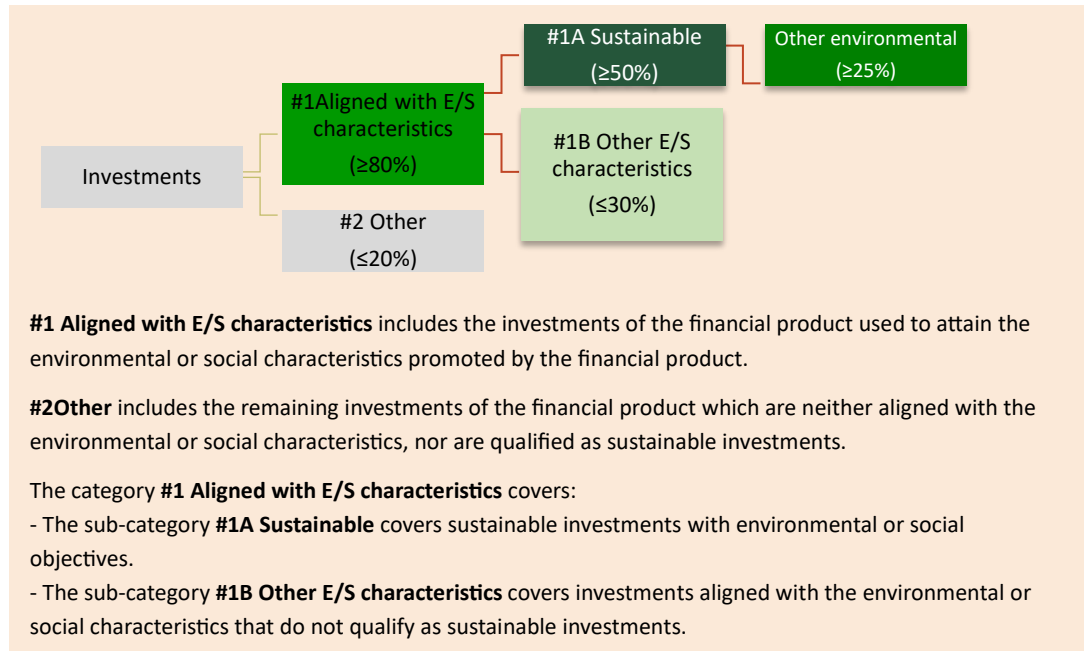 #1A Sustainable
(≥50%)
Other environmental
(≥25%)
#1Aligned with E/S
characteristics
(≥80%)
#1B Other E/S
characteristics
(≤30%)
Investments
#2 Other
(≤20%)
#1 Aligned with E/S characteristics includes the investments of the financial product used to attain the
environmental or social characteristics promoted by the financial product.
#2Other includes the remaining investments of the financial product which are neither aligned with the
environmental or social characteristics, nor are qualified as sustainable investments.
The category #1 Aligned with E/S characteristics covers:
- The sub-category #1A Sustainable covers sustainable investments with environmental or social
objectives.
- The sub-category #1B Other E/S characteristics covers investments aligned with the environmental or
social characteristics that do not qualify as sustainable investments.